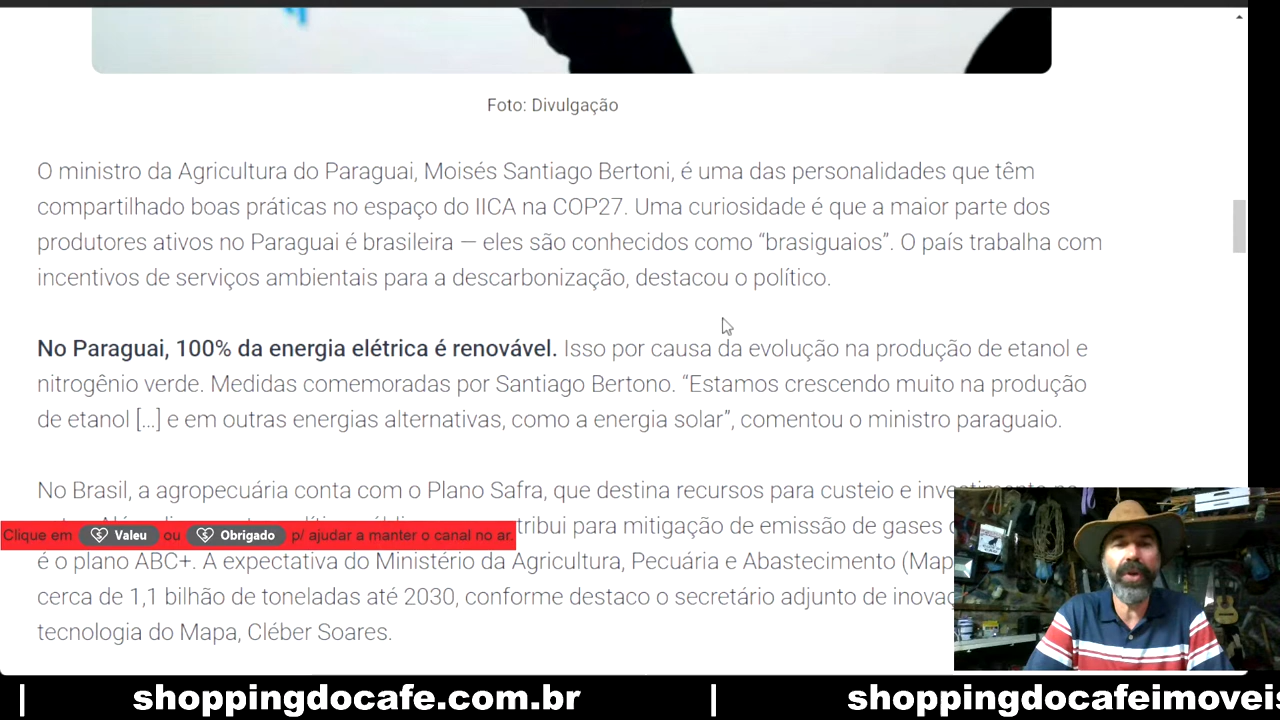 Foto: Divulgação
O ministro da Agricultura do Paraguai, Moisés Santiago Bertoni, é uma das personalidades que têm
compartilhado boas práticas no espaço do IICA na COP27. Uma curiosidade é que a maior parte dos
produtores ativos no Paraguai é brasileira — eles são conhecidos como “brasiguaios”. O país trabalha com
incentivos de serviços ambientais para a descarbonização, destacou o político.
No Paraguai, 100% da energia elétrica é renovável. Isso por causa da evolução na produção de etanol e
nitrogênio verde. Medidas comemoradas por Santiago Bertono. “Estamos crescendo muito na produção
de etanol [...] e em outras energias alternativas, como a energia solar”, comentou o ministro paraguaio.
No Brasil, a agropecuária conta com o Plano Safra, que destina recursos para custeio e
para mitigação de emissão de gases
Clique em Valeu ou Obrigado p/ ajudar a manter o canal no ar.
é o plano ABC+. A expectativa do Ministério da Agricultura, Pecuária e Abastecimento (Map
cerca de 1,1 bilhão de toneladas até 2030, conforme destaco o secretário adjunto de
tecnologia do Mapa, Cléber Soares.
| shoppingdocafe.com.br | shoppingdocafeimoveis